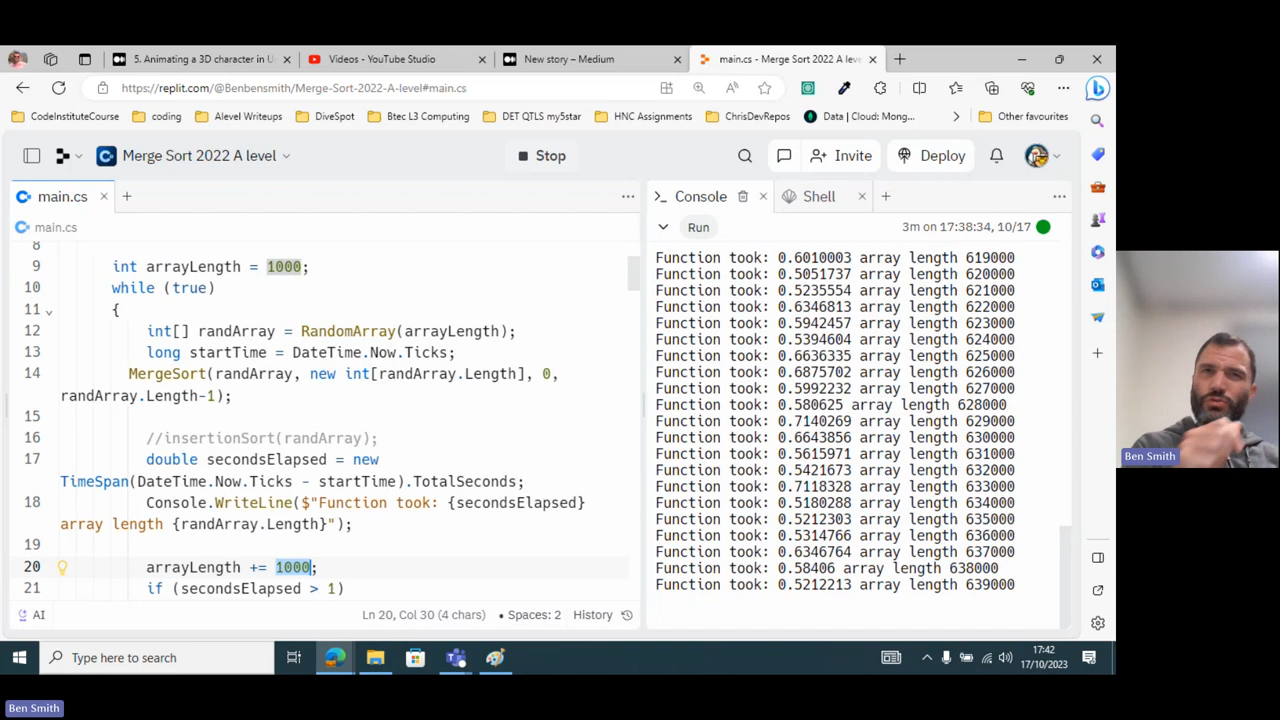 5. Animating a 3D character in U
Videos - YouTube Studio
New story – Medium
main.cs - Merge Sort 2022 A leve
https://replit.com/@Benbensmith/Merge-Sort-2022-A-level#main.cs
CodeInstituteCourse
coding
Alevel Writeups
DiveSpot
Btec L3 Computing
DET QTLS my5star
HNC Assignments
ChrisDevRepos
Data | Cloud: Mong...
Other favourites
Merge Sort 2022 A level
Stop
Invite
Deploy
main.cs
Console
Shell
main.cs
Run
3m on 17:38:34, 10/17
8
9 int arrayLength = 1000;
10 while (true)
11 {
12 int[] randArray = RandomArray(arrayLength);
13 long startTime = DateTime.Now.Ticks;
14 MergeSort(randArray, new int[randArray.Length], 0,
randArray.Length-1);
15
16 //insertionSort(randArray);
17 double secondsElapsed = new
TimeSpan(DateTime.Now.Ticks - startTime).TotalSeconds;
18 Console.WriteLine($"Function took: {secondsElapsed}
array length {randArray.Length}");
19
20 arrayLength += 1000;
21 if (secondsElapsed > 1)
AI
Ln 20, Col 30 (4 chars)
• Spaces: 2
History
Function took: 0.6010003 array length 619000
Function took: 0.5051737 array length 620000
Function took: 0.5235554 array length 621000
Function took: 0.6346813 array length 622000
Function took: 0.5942457 array length 623000
Function took: 0.5394604 array length 624000
Function took: 0.6636335 array length 625000
Function took: 0.6875702 array length 626000
Function took: 0.5992232 array length 627000
Function took: 0.580625 array length 628000
Function took: 0.7140269 array length 629000
Function took: 0.6643856 array length 630000
Function took: 0.5615971 array length 631000
Function took: 0.5421673 array length 632000
Function took: 0.7118328 array length 633000
Function took: 0.5180288 array length 634000
Function took: 0.5212303 array length 635000
Function took: 0.5314766 array length 636000
Function took: 0.6346764 array length 637000
Function took: 0.58406 array length 638000
Function took: 0.5212213 array length 639000
Ben Smith
Type here to search
17:42
17/10/2023
Ben Smith